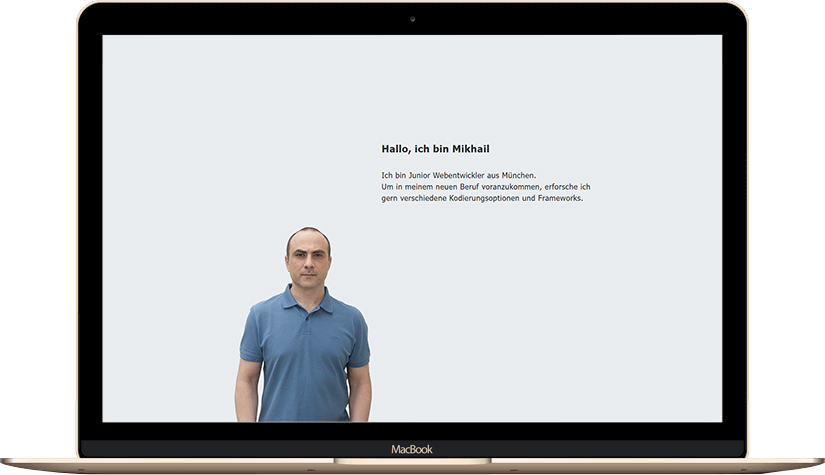 Hallo, ich bin Mikhail
Ich bin Junior Webentwickler aus München.
Um in meinem neuen Beruf voranzukommen, erforsche ich
gern verschiedene Kodierungsoptionen und Frameworks.
MacBook